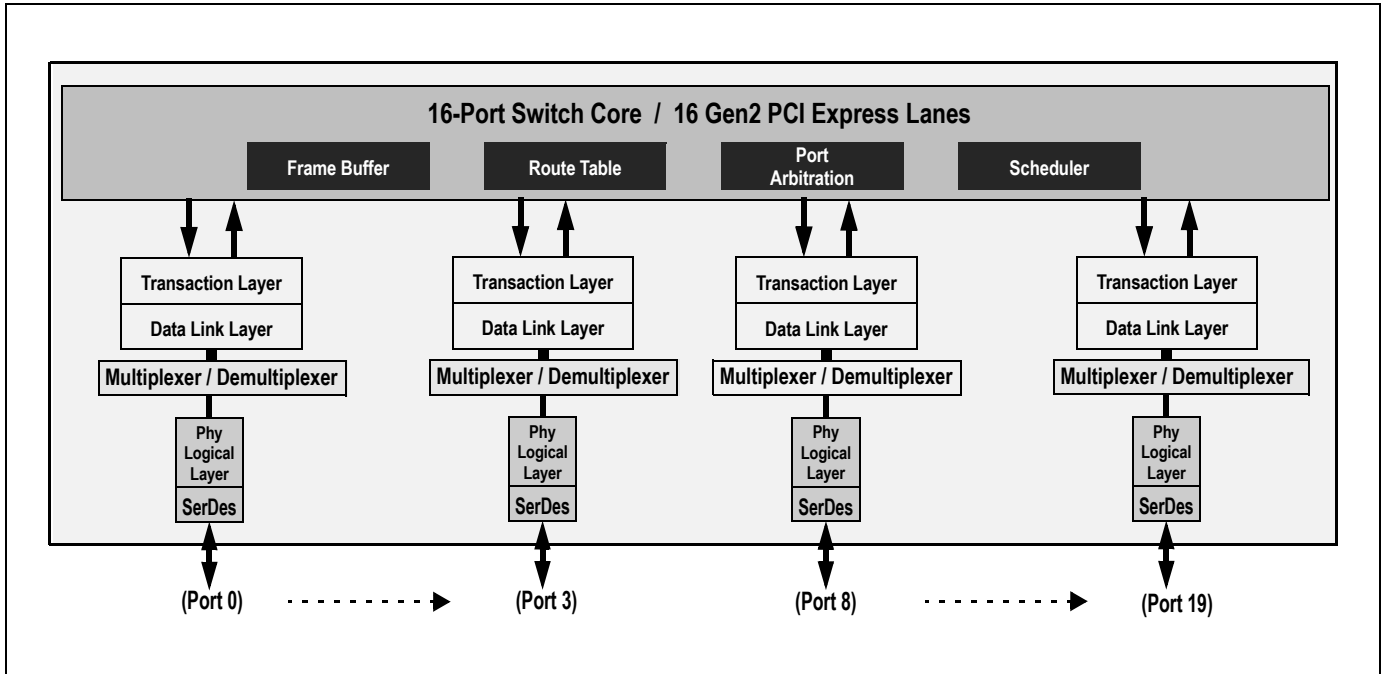 16-Port Switch Core / 16 Gen2 PCI Express Lanes
Frame Buffer
Route Table
Port
Arbitration
Scheduler
Transaction Layer
Data Link Layer
Multiplexer / Demultiplexer
Phy
Logical
Layer
SerDes
(Port 0)
Transaction Layer
Data Link Layer
Multiplexer / Demultiplexer
Phy
Logical
Layer
SerDes
(Port 3)
Transaction Layer
Data Link Layer
Multiplexer / Demultiplexer
Phy
Logical
Layer
SerDes
(Port 8)
Transaction Layer
Data Link Layer
Multiplexer / Demultiplexer
Phy
Logical
Layer
SerDes
(Port 19)